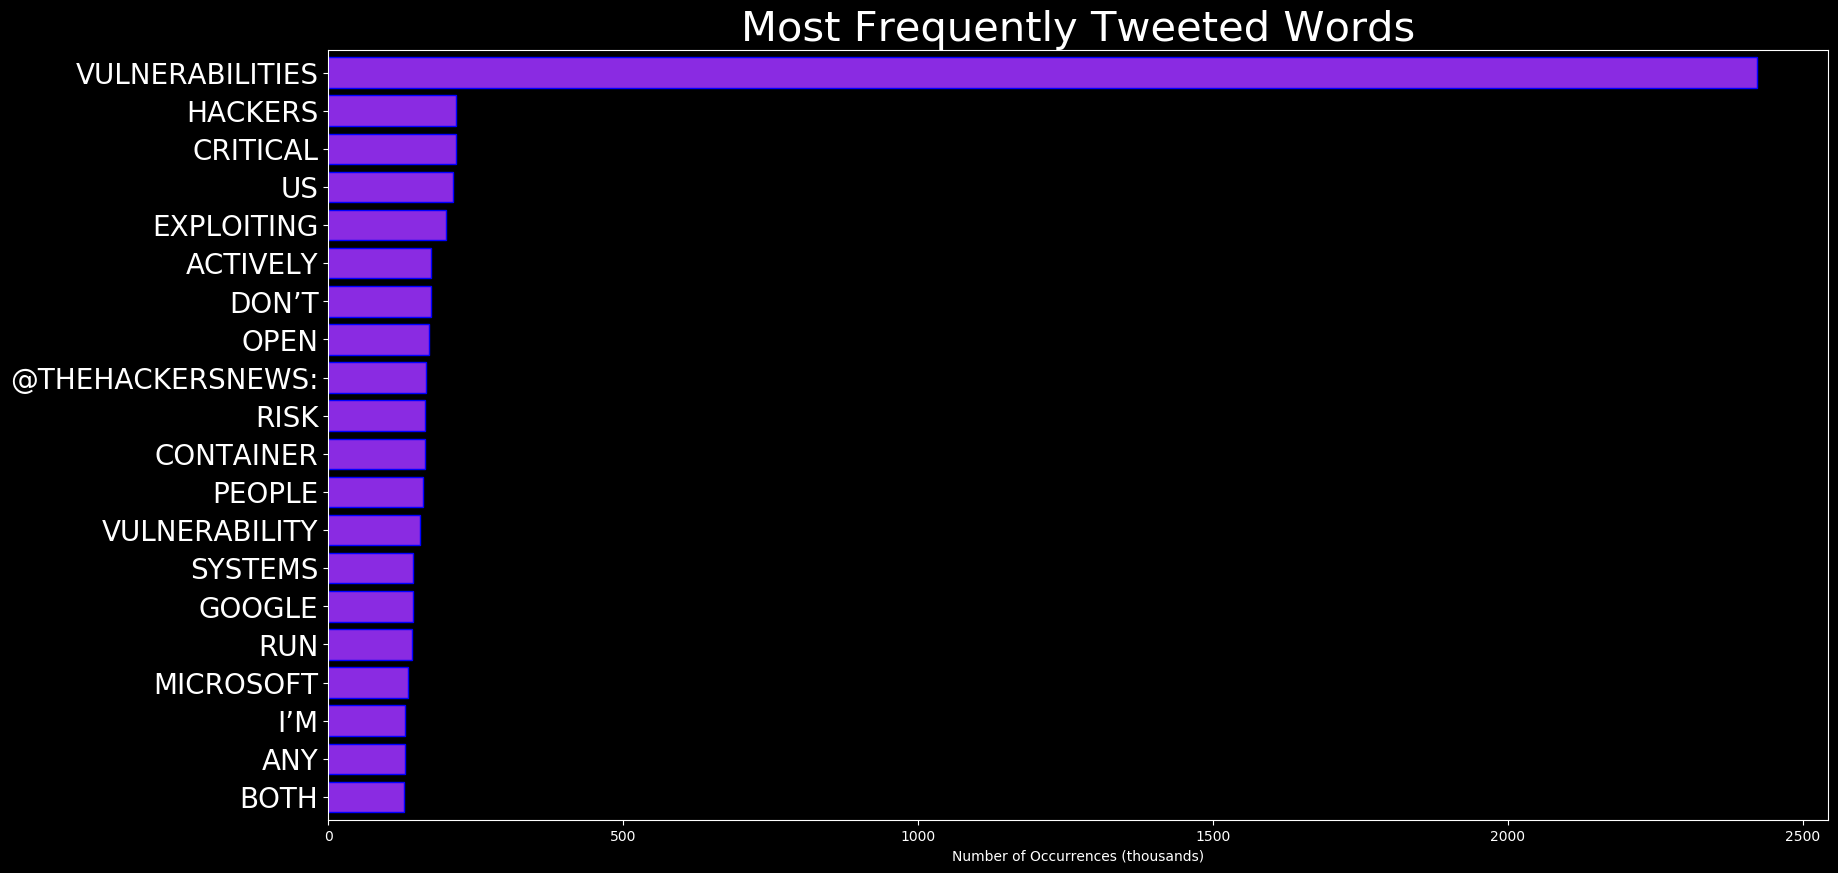 Most Frequently Tweeted Words
VULNERABILITIES
HACKERS
CRITICAL
US
EXPLOITING
ACTIVELY
DON’T
OPEN
@THEHACKERSNEWS:
RISK
CONTAINER
PEOPLE
VULNERABILITY
SYSTEMS
GOOGLE
RUN
MICROSOFT
I’M
ANY
BOTH
0 500 1000 1500 2000 2500
Number of Occurrences (thousands)